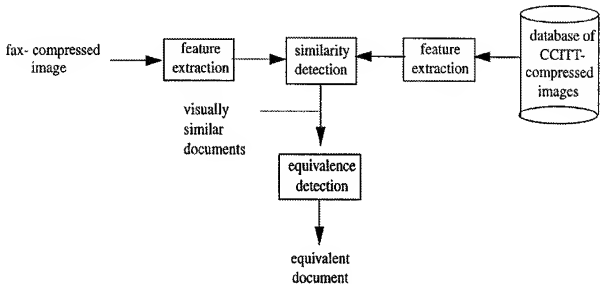 fax- compressed
image
feature
extraction
similarity
detection
feature
extraction
database of
CCITT-
compressed
images
visually
similar
documents
equivalence
detection
equivalent
document